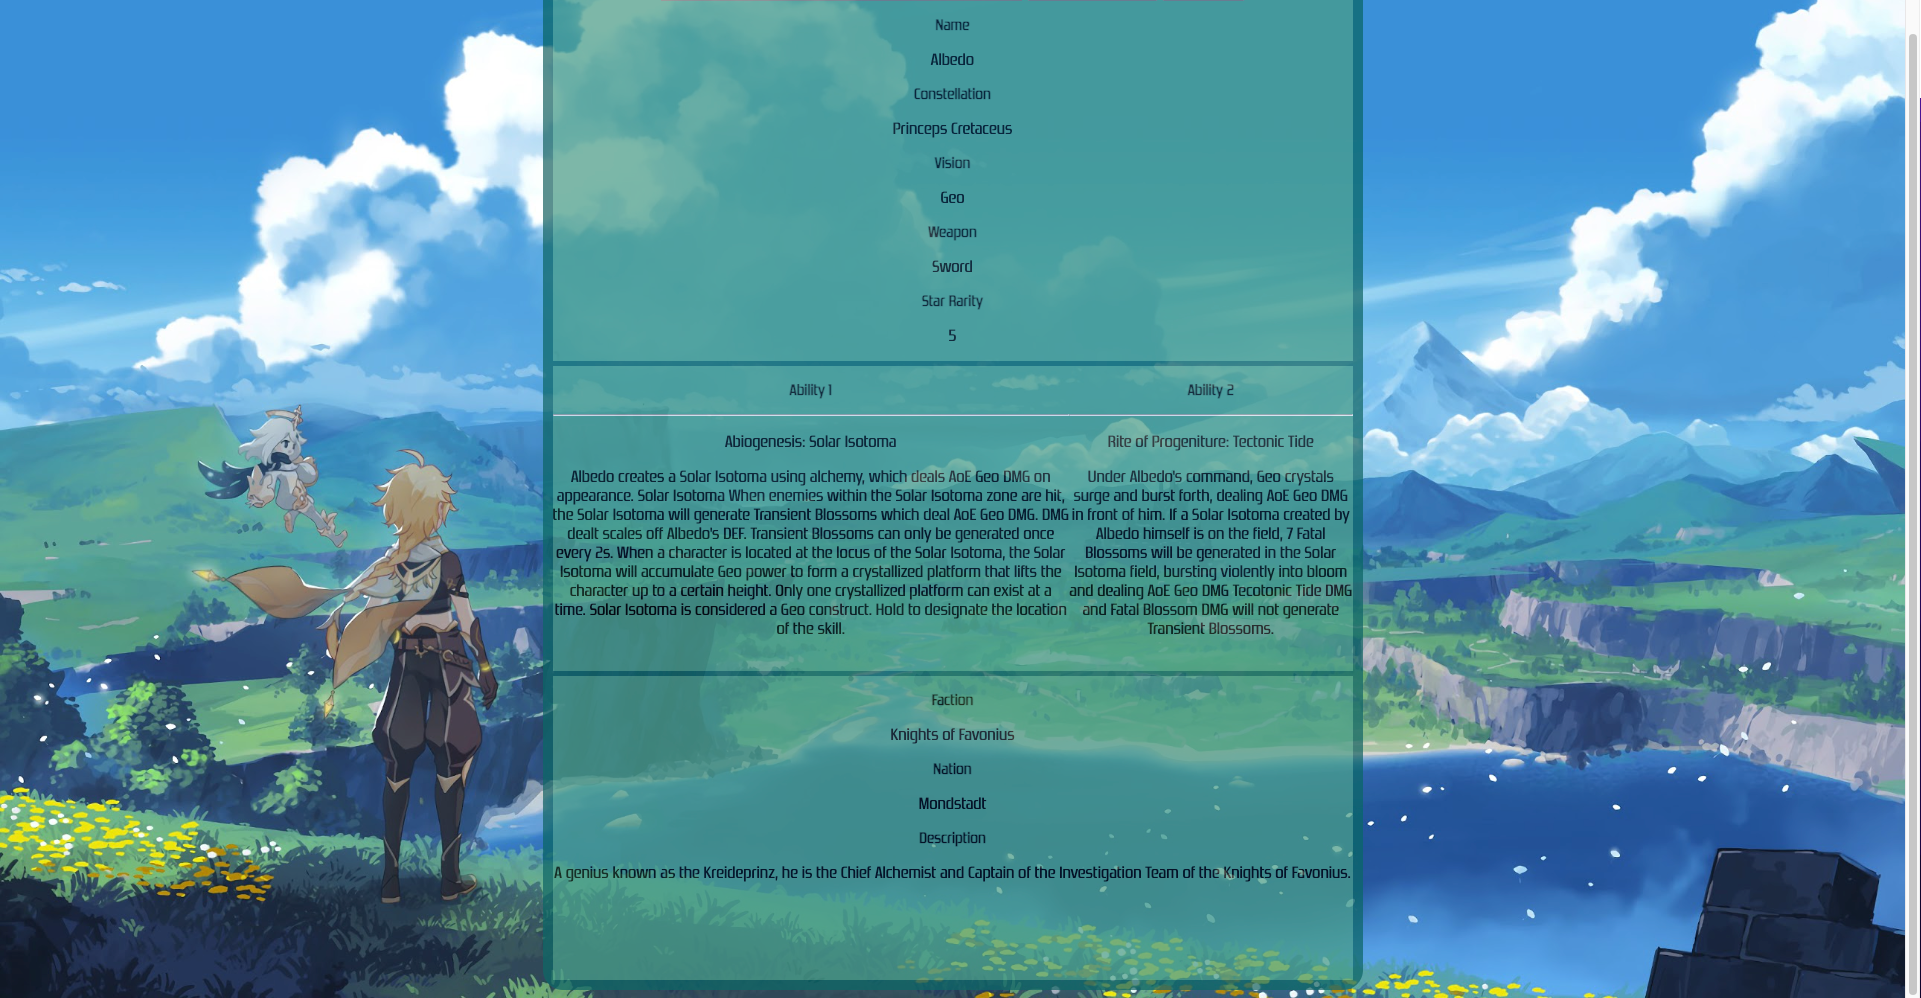 Name
Albedo
Constellation
Princeps Cretaceus
Vision
Geo
Weapon
Sword
Star Rarity
5
Ability 1
Abiogenesis: Solar Isotoma
Albedo creates a Solar Isotoma using alchemy, which deals AoE Geo DMG on
appearance. Solar Isotoma When enemies within the Solar Isotoma zone are hit,
the Solar Isotoma will generate Transient Blossoms which deal AoE Geo DMG. DMG
dealt scales off Albedo's DEF. Transient Blossoms can only be generated once
every 2s. When a character is located at the locus of the Solar Isotoma, the Solar
Isotoma will accumulate Geo power to form a crystallized platform that lifts the
character up to a certain height. Only one crystallized platform can exist at a
time. Solar Isotoma is considered a Geo construct. Hold to designate the location
of the skill.
Ability 2
Rite of Progeniture: Tectonic Tide
Under Albedo's command, Geo crystals
surge and burst forth, dealing AoE Geo DMG
in front of him. If a Solar Isotoma created by
Albedo himself is on the field, 7 Fatal
Blossoms will be generated in the Solar
Isotoma field, bursting violently into bloom
and dealing AoE Geo DMG Tecotonic Tide DMG
and Fatal Blossom DMG will not generate
Transient Blossoms.
Faction
Knights of Favonius
Nation
Mondstadt
Description
A genius known as the Kreideprinz, he is the Chief Alchemist and Captain of the Investigation Team of the Knights of Favonius.